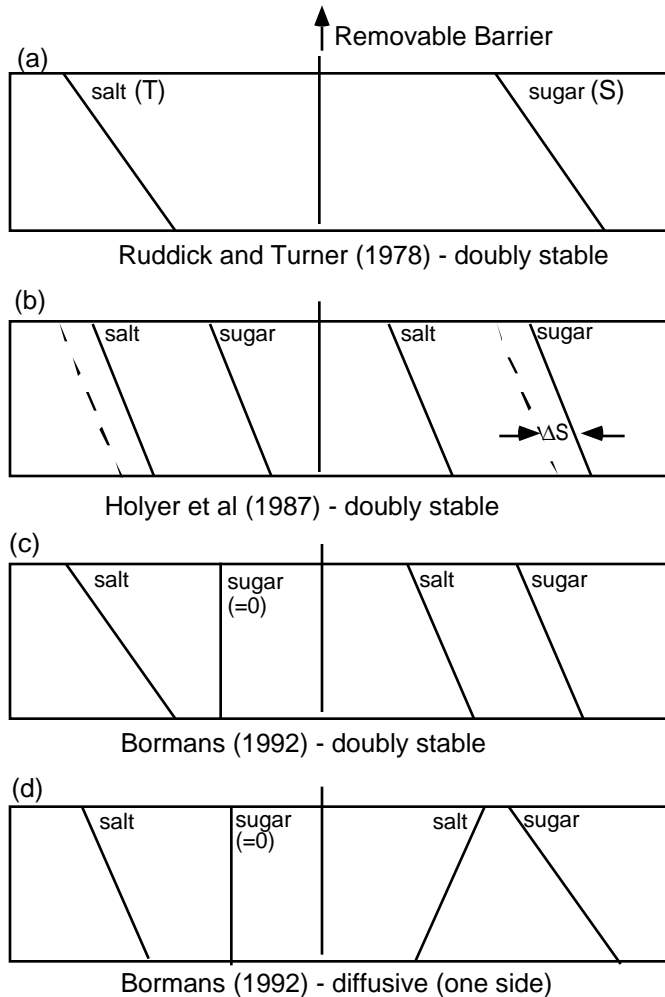 Removable Barrier
(a)
salt (T)
sugar (S)
Ruddick and Turner (1978) - doubly stable
(b)
salt
sugar
salt
sugar
ΔS
Holyer et al (1987) - doubly stable
(c)
salt
sugar
(=0)
salt
sugar
Bormans (1992) - doubly stable
(d)
salt
sugar
(=0)
salt
sugar
Bormans (1992) - diffusive (one side)